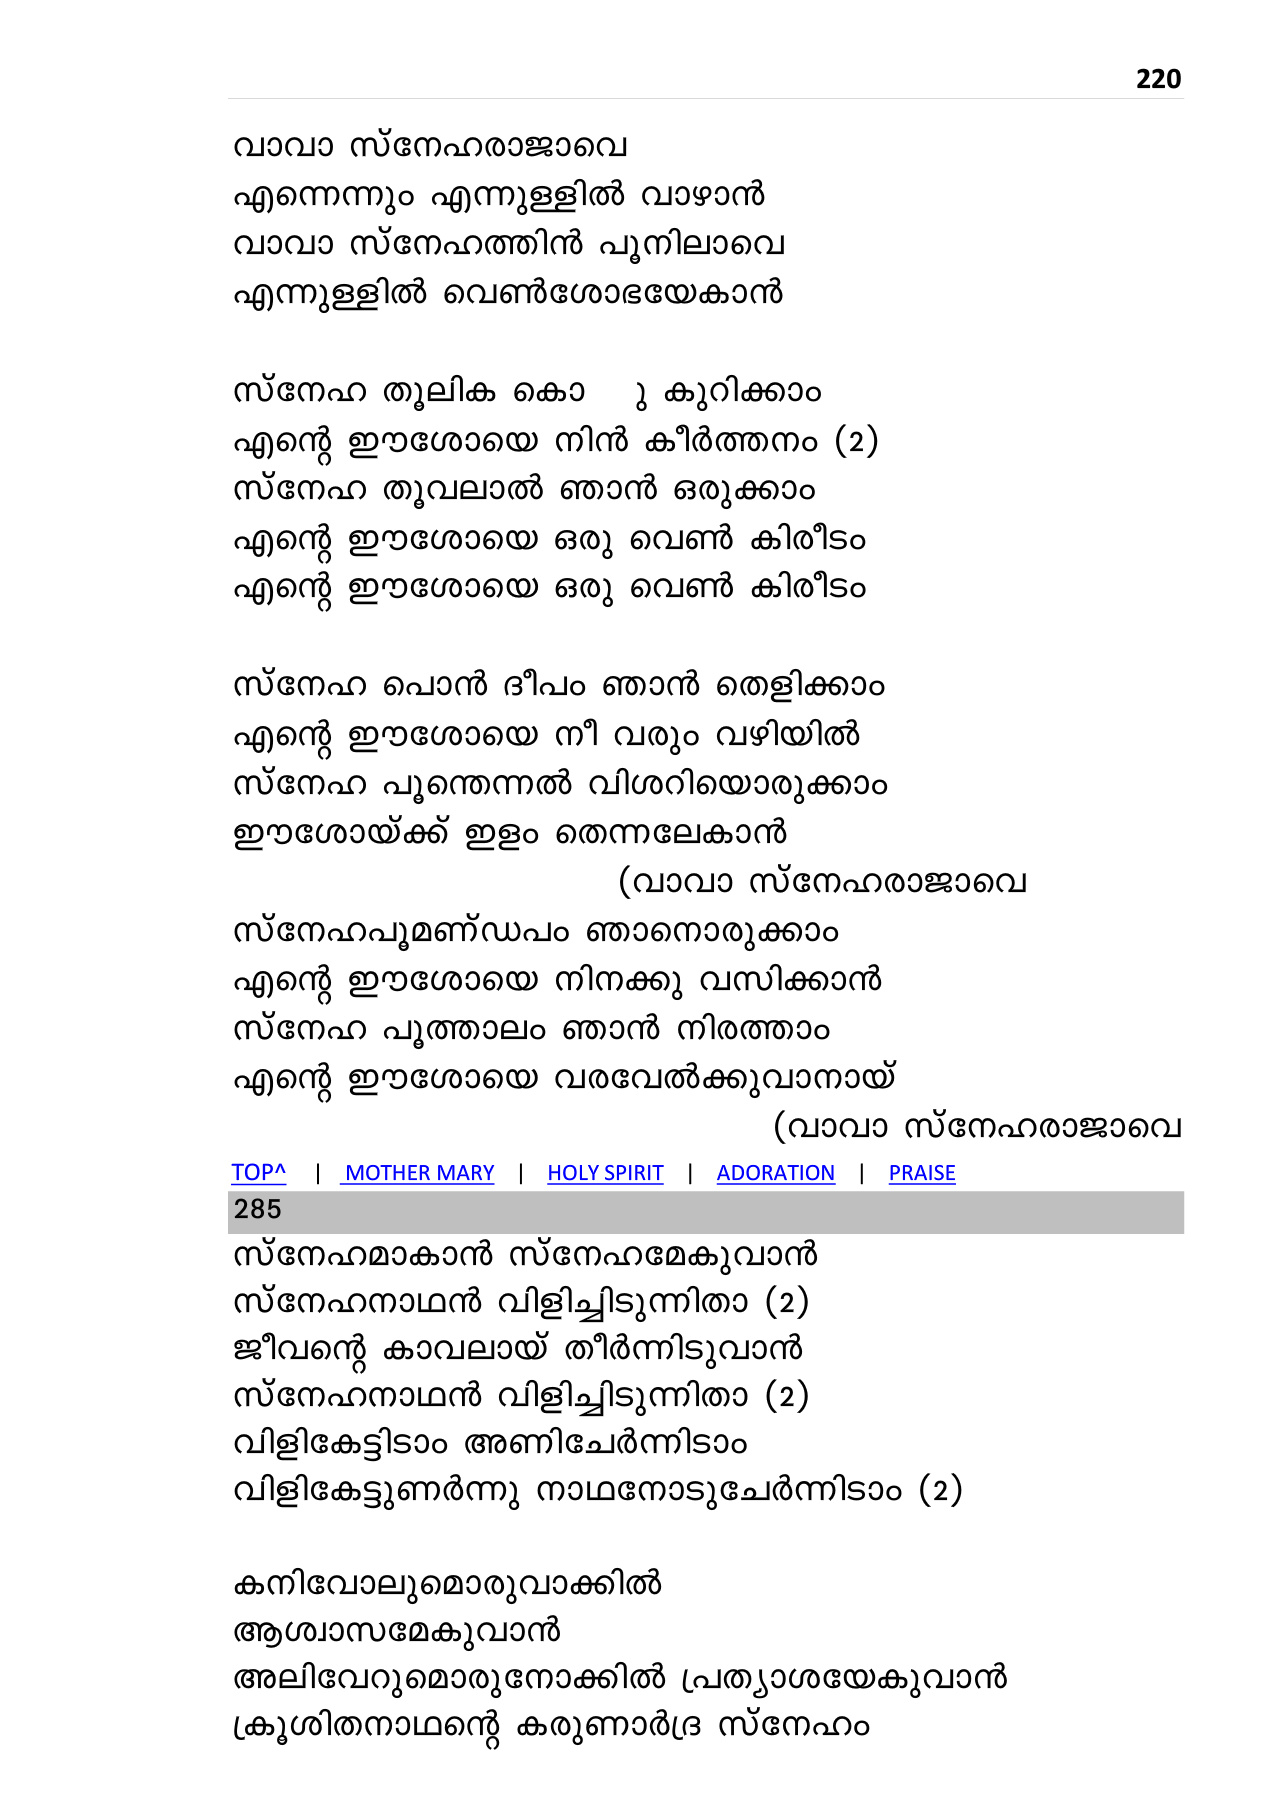 220
വാവാ സ്നേഹരാജാവെ
എന്നെന്നും എന്നുള്ളിൽ വാഴാൻ
വാവാ സ്നേഹത്തിൻ പൂനിലാവെ
എന്നുള്ളിൽ വെൺശോഭയേകാൻ
സ്നേഹ തൂലിക കൊ ു കുറിക്കാം
എന്റെ ഈശോയെ നിൻ കീർത്തനം (2)
സ്നേഹ തൂവലാൽ ഞാൻ ഒരുക്കാം
എന്റെ ഈശോയെ ഒരു വെൺ കിരീടം
എന്റെ ഈശോയെ ഒരു വെൺ കിരീടം
സ്നേഹ പൊൻ ദീപം ഞാൻ തെളിക്കാം
എന്റെ ഈശോയെ നീ വരും വഴിയിൽ
സ്നേഹ പൂന്തെന്നൽ വിശറിയൊരുക്കാം
ഈശോയ്ക്ക് ഇളം തെന്നലേകാൻ
(വാവാ സ്നേഹരാജാവെ
സ്നേഹപൂമണ്ഡപം ഞാനൊരുക്കാം
എന്റെ ഈശോയെ നിനക്കു വസിക്കാൻ
സ്നേഹ പൂത്താലം ഞാൻ നിരത്താം
എന്റെ ഈശോയെ വരവേൽക്കുവാനായ്
(വാവാ സ്നേഹരാജാവെ
TOP^ | MOTHER MARY | HOLY SPIRIT | ADORATION | PRAISE
285
സ്നേഹമാകാൻ സ്നേഹമേകുവാൻ
സ്നേഹനാഥൻ വിളിച്ചിടുന്നിതാ (2)
ജീവന്റെ കാവലായ് തീർന്നിടുവാൻ
സ്നേഹനാഥൻ വിളിച്ചിടുന്നിതാ (2)
വിളികേട്ടിടാം അണിചേർന്നിടാം
വിളികേട്ടുണർന്നു നാഥനോടുചേർന്നിടാം (2)
കനിവോലുമൊരുവാക്കിൽ
ആശ്വാസമേകുവാൻ
അലിവേറുമൊരുനോക്കിൽ പ്രത്യാശയേകുവാൻ
ക്രൂശിതനാഥന്റെ കരുണാർദ്ര സ്നേഹം